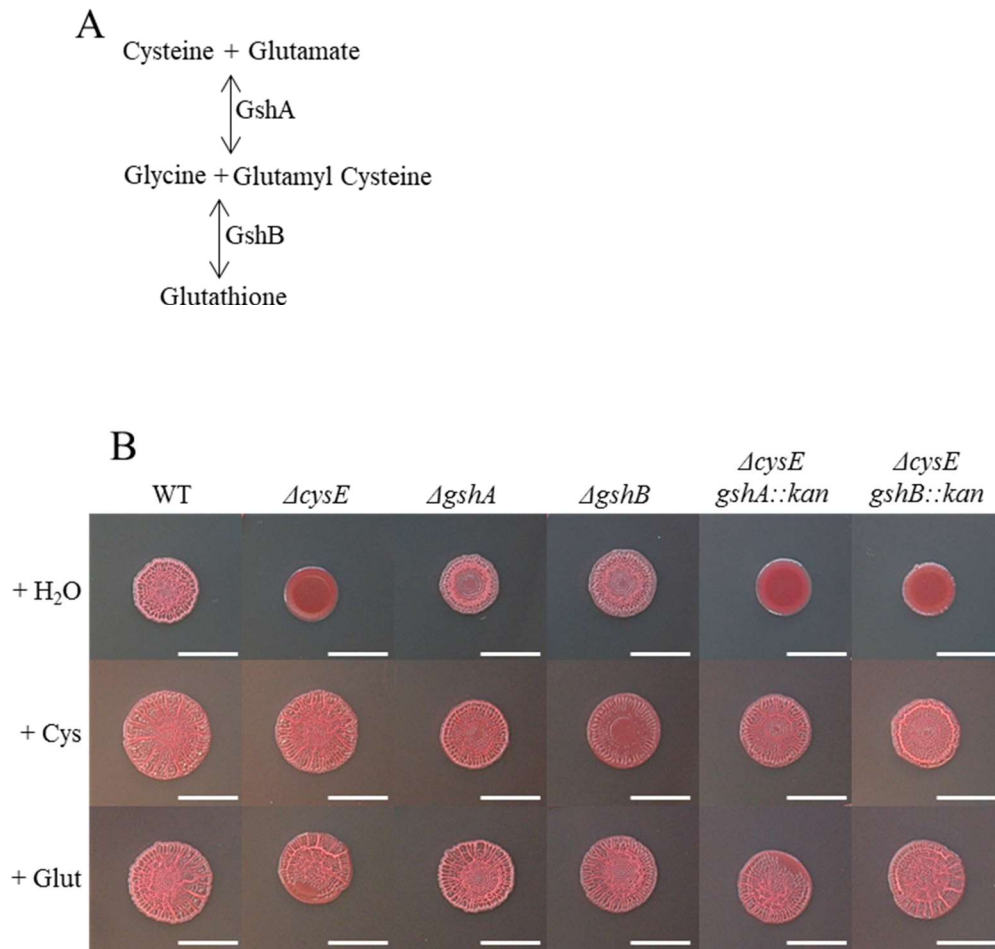 A
Cysteine + Glutamate
GshA
Glycine + Glutamyl Cysteine
GshB
Glutathione
B
WT ΔcysE ΔgshA ΔgshB ΔcysE gshA::kan ΔcysE gshB::kan
+ H₂O
+ Cys
+ Glut